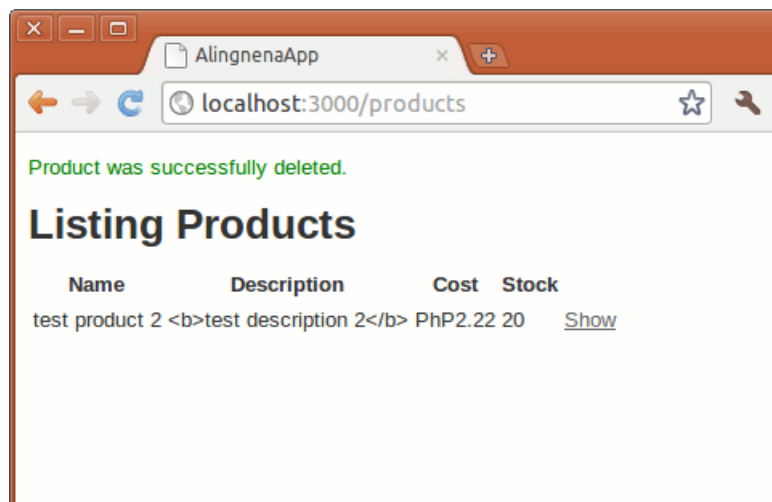 AlingnenaApp
localhost:3000/products
Product was successfully deleted.
Listing Products
Name Description Cost Stock
test product 2 <b>test description 2</b> PhP2.22 20 Show